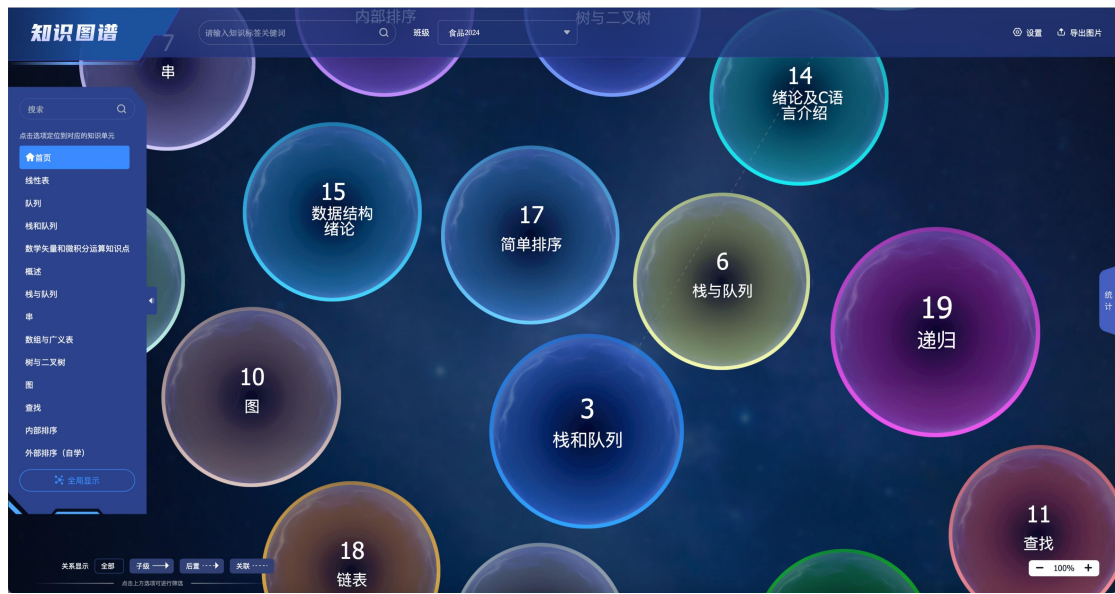 知识图谱
请输入知识标签关键词
班级
食品2024
设置
导出图片
内部排序
树与二叉树
7
串
14
绪论及C语
言介绍
搜索
点击选项定位到对应的知识单元
首页
线性表
队列
栈和队列
数学矢量和微积分运算知识点
概述
栈与队列
串
数组与广义表
树与二叉树
图
查找
内部排序
外部排序（自学）
全局显示
15
数据结构
绪论
17
简单排序
6
栈与队列
19
递归
统
计
10
图
3
栈和队列
11
查找
18
链表
关系显示
全部
子级
后置
关联
点击上方选项可进行筛选
− 100% +